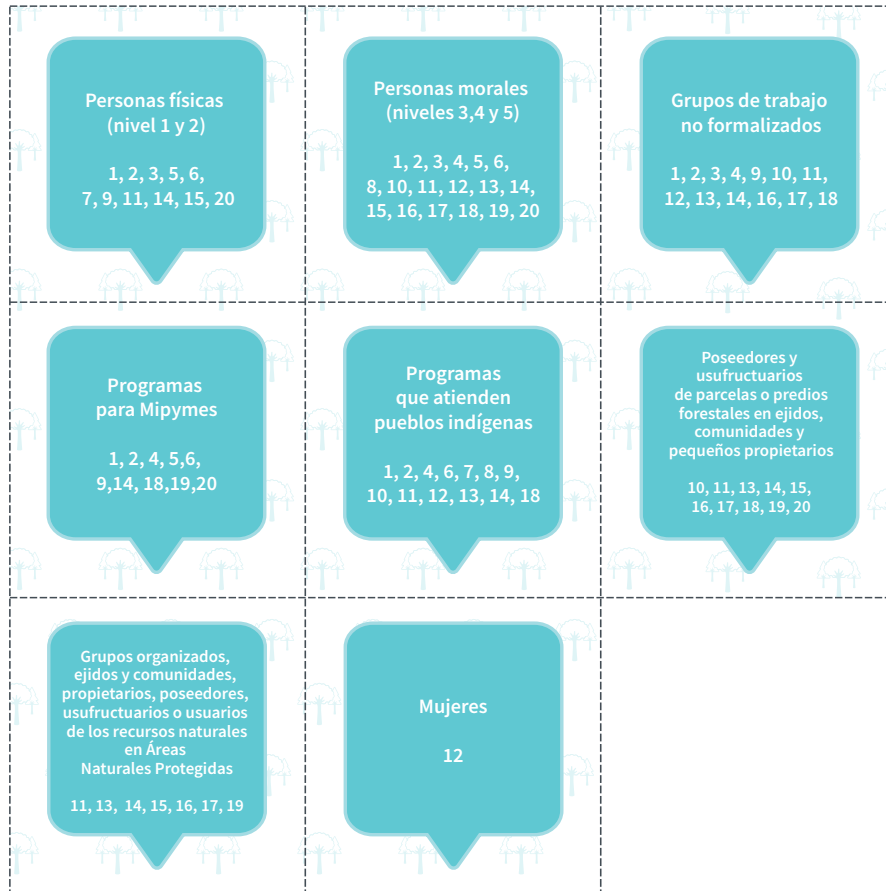 Personas físicas
(nivel 1 y 2)
1, 2, 3, 5, 6,
7, 9, 11, 14, 15, 20
Personas morales
(niveles 3,4 y 5)
1, 2, 3, 4, 5, 6,
8, 10, 11, 12, 13, 14,
15, 16, 17, 18, 19, 20
Grupos de trabajo
no formalizados
1, 2, 3, 4, 9, 10, 11,
12, 13, 14, 16, 17, 18
Programas
para Mipymes
1, 2, 4, 5,6,
9,14, 18,19,20
Programas
que atienden
pueblos indígenas
1, 2, 4, 6, 7, 8, 9,
10, 11, 12, 13, 14, 18
Poseedores y
usufructuarios
de parcelas o predios
forestales en ejidos,
comunidades y
pequeños propietarios
10, 11, 13, 14, 15,
16, 17, 18, 19, 20
Grupos organizados,
ejidos y comunidades,
propietarios, poseedores,
usufructuarios o usuarios
de los recursos naturales
en Áreas
Naturales Protegidas
11, 13, 14, 15, 16, 17, 19
Mujeres
12